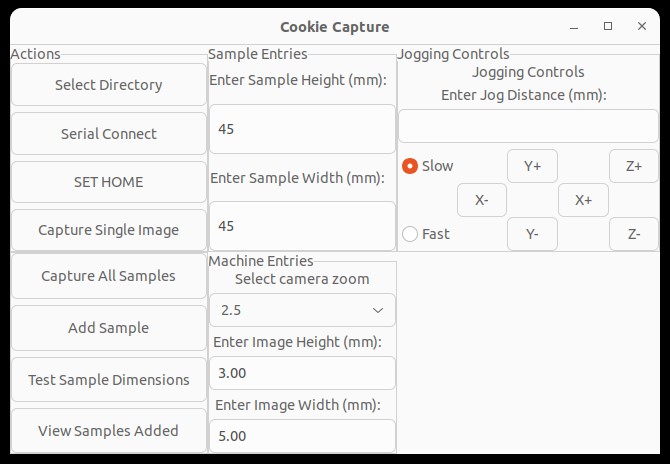 Cookie Capture
Actions
Select Directory
Serial Connect
SET HOME
Capture Single Image
Capture All Samples
Add Sample
Test Sample Dimensions
View Samples Added
Sample Entries
Enter Sample Height (mm):
45
Enter Sample Width (mm):
45
Machine Entries
Select camera zoom
2.5
Enter Image Height (mm):
3.00
Enter Image Width (mm):
5.00
Jogging Controls
Jogging Controls
Enter Jog Distance (mm):
Slow Y+ Z+
X- X+
Fast Y- Z-